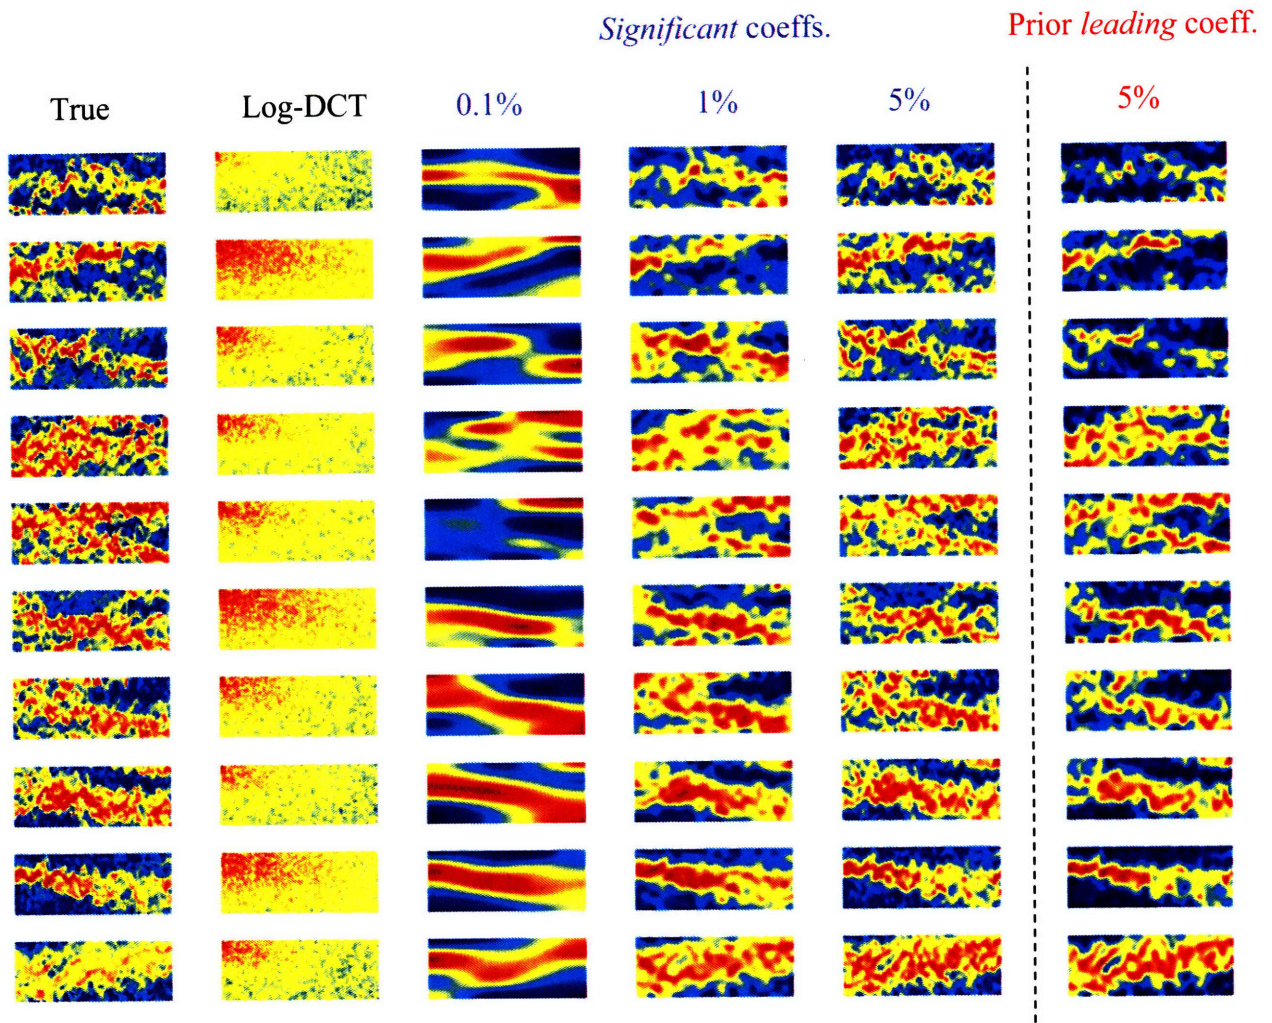 Significant coeffs.
Prior leading coeff.
True
Log-DCT
0.1%
1%
5%
5%